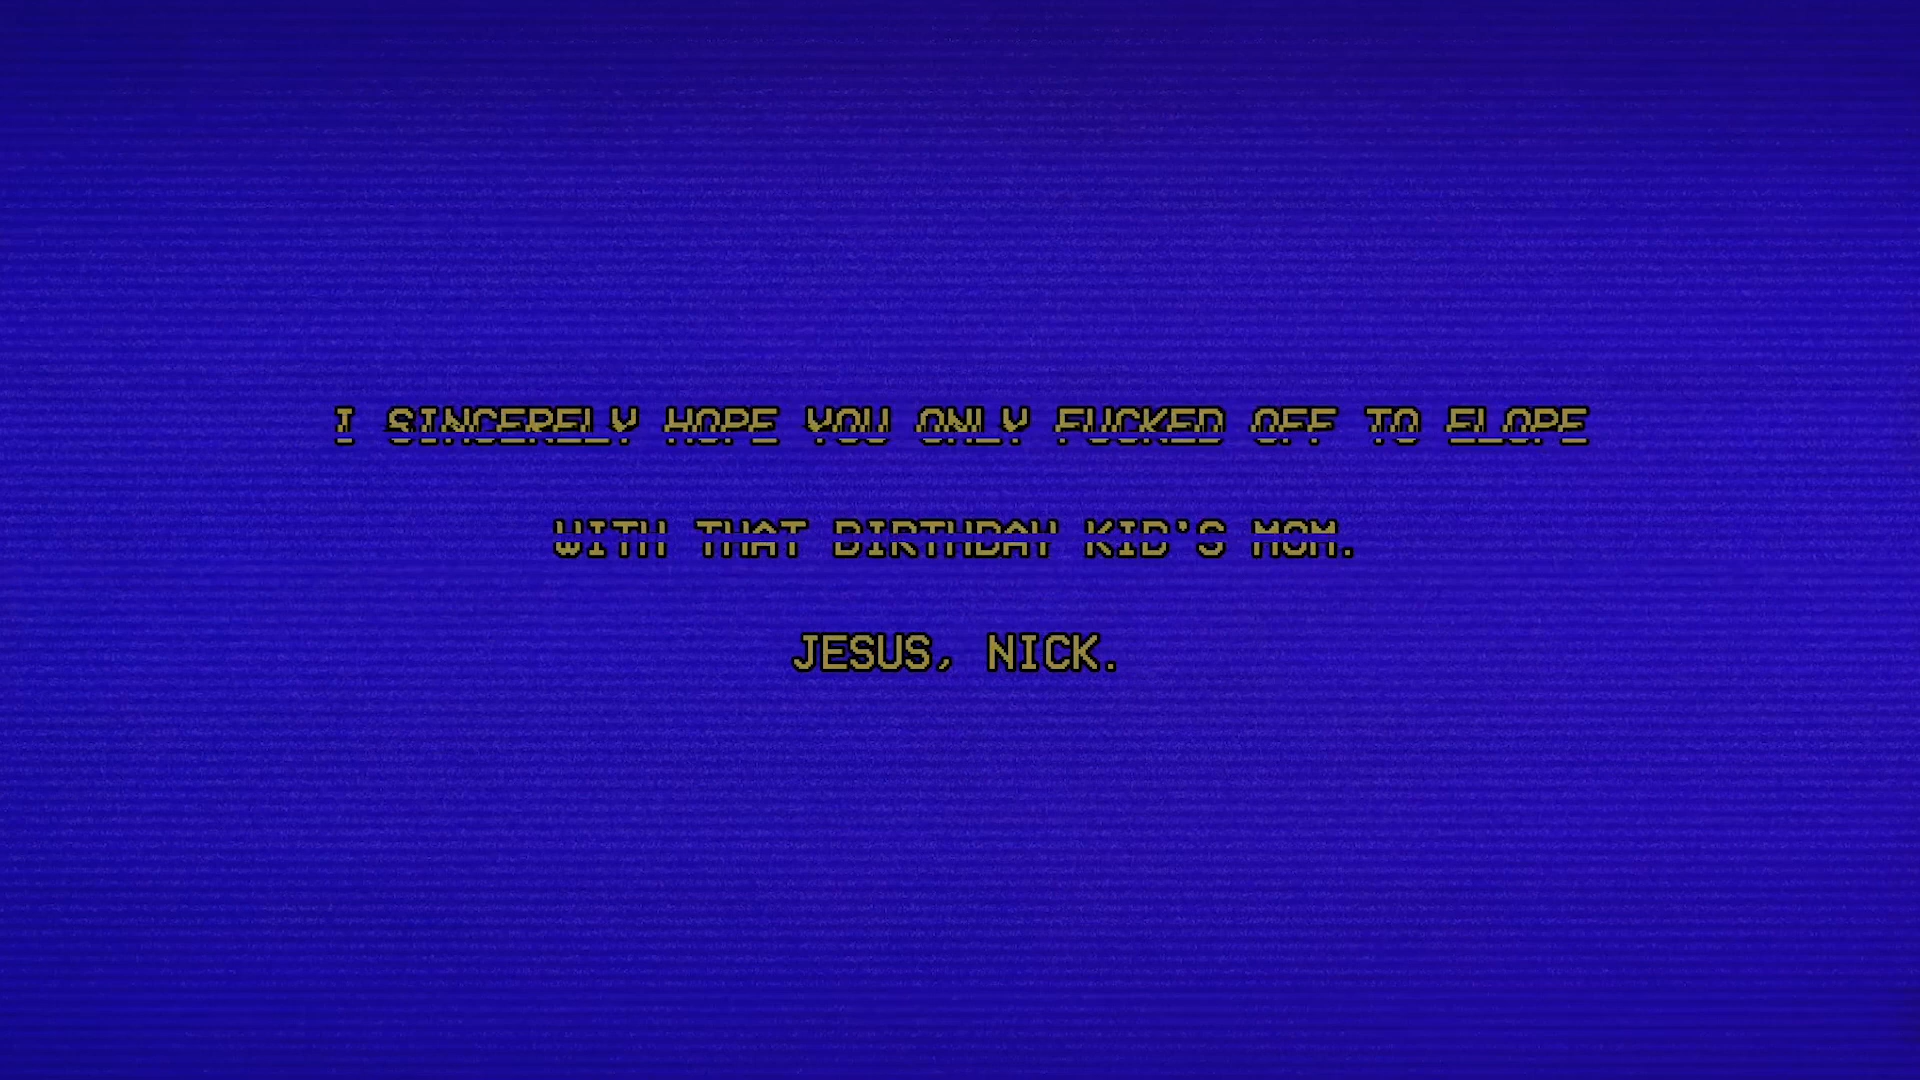 I SINCERELY HOPE YOU ONLY FUCKED OFF TO ELOPE
WITH THAT BIRTHDAY KID'S MOM.
JESUS, NICK.